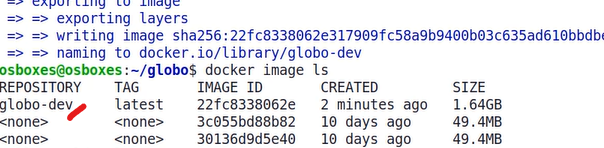 => exporting to image
=> => exporting layers
=> => writing image sha256:22fc8338062e317909fc58a9b9400b03c635ad610bbdbe
=> => naming to docker.io/library/globo-dev
osboxes@osboxes:~/globo$ docker image ls
REPOSITORY TAG IMAGE ID CREATED SIZE
globo-dev latest 22fc8338062e 2 minutes ago 1.64GB
<none> <none> 3c055bd88b82 10 days ago 49.4MB
<none> <none> 30136d9d5e40 10 days ago 49.4MB